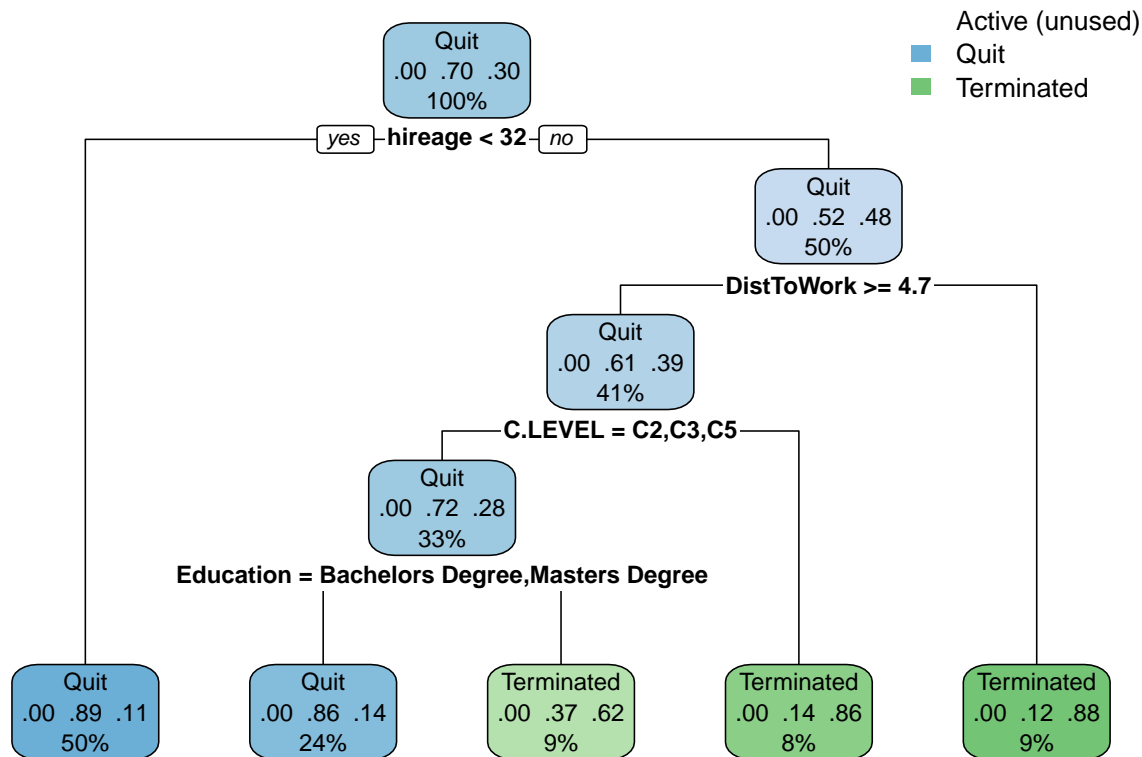 Active (unused)
Quit
Terminated
Quit
.00 .70 .30
100%
yes hireage < 32 no
Quit
.00 .52 .48
50%
DistToWork >= 4.7
Quit
.00 .61 .39
41%
C.LEVEL = C2,C3,C5
Quit
.00 .72 .28
33%
Education = Bachelors Degree,Masters Degree
Quit
.00 .89 .11
50%
Quit
.00 .86 .14
24%
Terminated
.00 .37 .62
9%
Terminated
.00 .14 .86
8%
Terminated
.00 .12 .88
9%